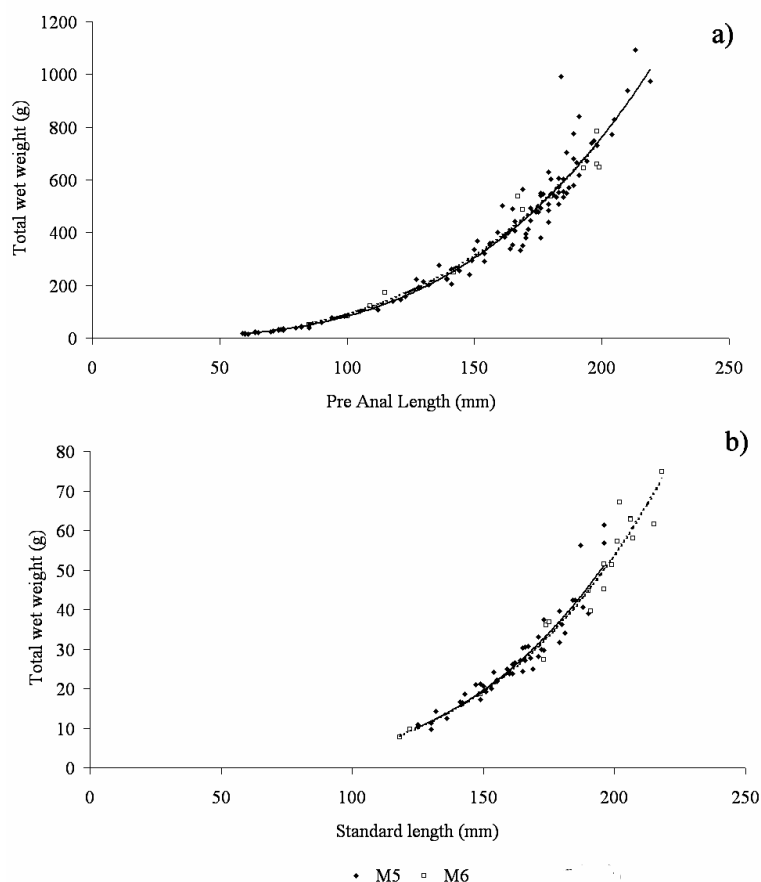 a)
1200
1000
800
600
400
200
0
Total wet weight (g)
0 50 100 150 200 250
Pre Anal Length (mm)
b)
80
70
60
50
40
30
20
10
0
Total wet weight (g)
0 50 100 150 200 250
Standard length (mm)
M5 M6